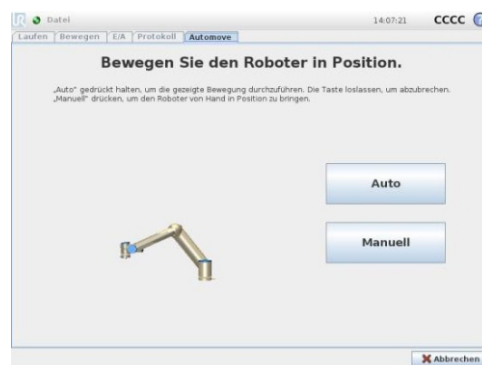 UR Datei 14:07:21 CCCC ?
Laufen Bewegen E/A Protokoll Automove
Bewegen Sie den Roboter in Position.
„Auto" gedrückt halten, um die gezeigte Bewegung durchzuführen. Die Taste loslassen, um abzubrechen.
„Manuell" drücken, um den Roboter von Hand in Position zu bringen.
Auto
Manuell
Abbrechen